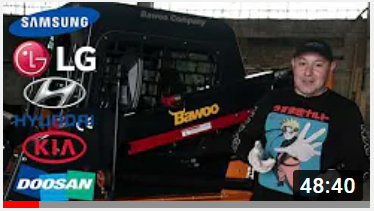 Bawoo Company
SAMSUNG
LG
HYUNDAI
Bawoo
KIA
DOOSAN
48:40